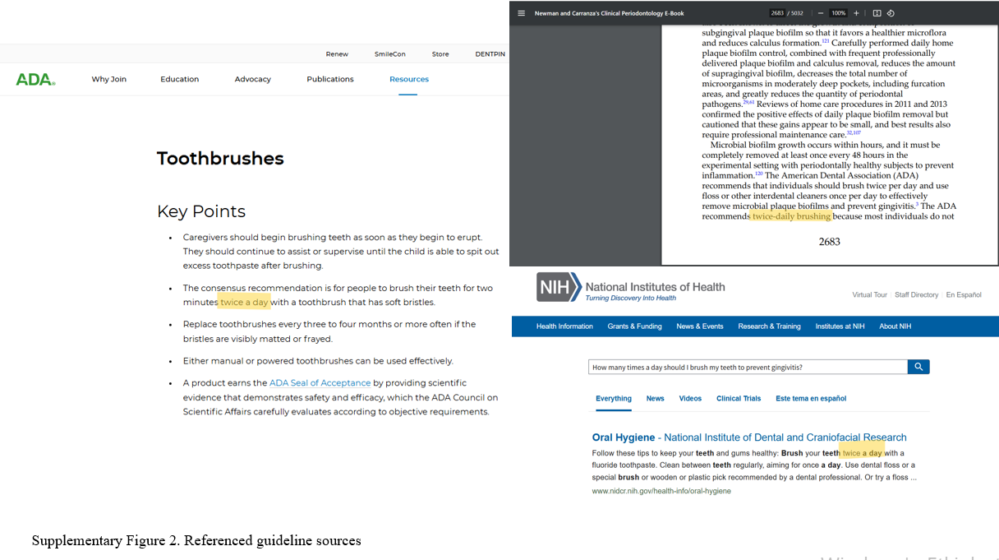 Renew SmileCon Store DENTPIN
ADA® Why Join Education Advocacy Publications Resources
Toothbrushes
Key Points
• Caregivers should begin brushing teeth as soon as they begin to erupt.
They should continue to assist or supervise until the child is able to spit out
excess toothpaste after brushing.
• The consensus recommendation is for people to brush their teeth for two
minutes twice a day with a toothbrush that has soft bristles.
• Replace toothbrushes every three to four months or more often if the
bristles are visibly matted or frayed.
• Either manual or powered toothbrushes can be used effectively.
• A product earns the ADA Seal of Acceptance by providing scientific
evidence that demonstrates safety and efficacy, which the ADA Council on
Scientific Affairs carefully evaluates according to objective requirements.
Newman and Carranza's Clinical Periodontology E-Book 2683 / 5032 100%
subgingival plaque biofilm so that it favors a healthier microflora
and reduces calculus formation.121 Carefully performed daily home
plaque biofilm control, combined with frequent professionally
delivered plaque biofilm and calculus removal, reduces the amount
of supragingival biofilm, decreases the total number of
microorganisms in moderately deep pockets, including furcation
areas, and greatly reduces the quantity of periodontal
pathogens.29,61 Reviews of home care procedures in 2011 and 2013
confirmed the positive effects of daily plaque biofilm removal but
cautioned that these gains appear to be small, and best results also
require professional maintenance care.32,107
Microbial biofilm growth occurs within hours, and it must be
completely removed at least once every 48 hours in the
experimental setting with periodontally healthy subjects to prevent
inflammation.120 The American Dental Association (ADA)
recommends that individuals should brush twice per day and use
floss or other interdental cleaners once per day to effectively
remove microbial plaque biofilms and prevent gingivitis.3 The ADA
recommends twice-daily brushing because most individuals do not
2683
NIH National Institutes of Health
Turning Discovery Into Health
Virtual Tour Staff Directory En Español
Health Information Grants & Funding News & Events Research & Training Institutes at NIH About NIH
How many times a day should I brush my teeth to prevent gingivitis?
Everything News Videos Clinical Trials Este tema en español
Oral Hygiene - National Institute of Dental and Craniofacial Research
Follow these tips to keep your teeth and gums healthy: Brush your teeth twice a day with a
fluoride toothpaste. Clean between teeth regularly, aiming for once a day. Use dental floss or a
special brush or wooden or plastic pick recommended by a dental professional. Or try a floss ...
www.nidcr.nih.gov/health-info/oral-hygiene
Supplementary Figure 2. Referenced guideline sources